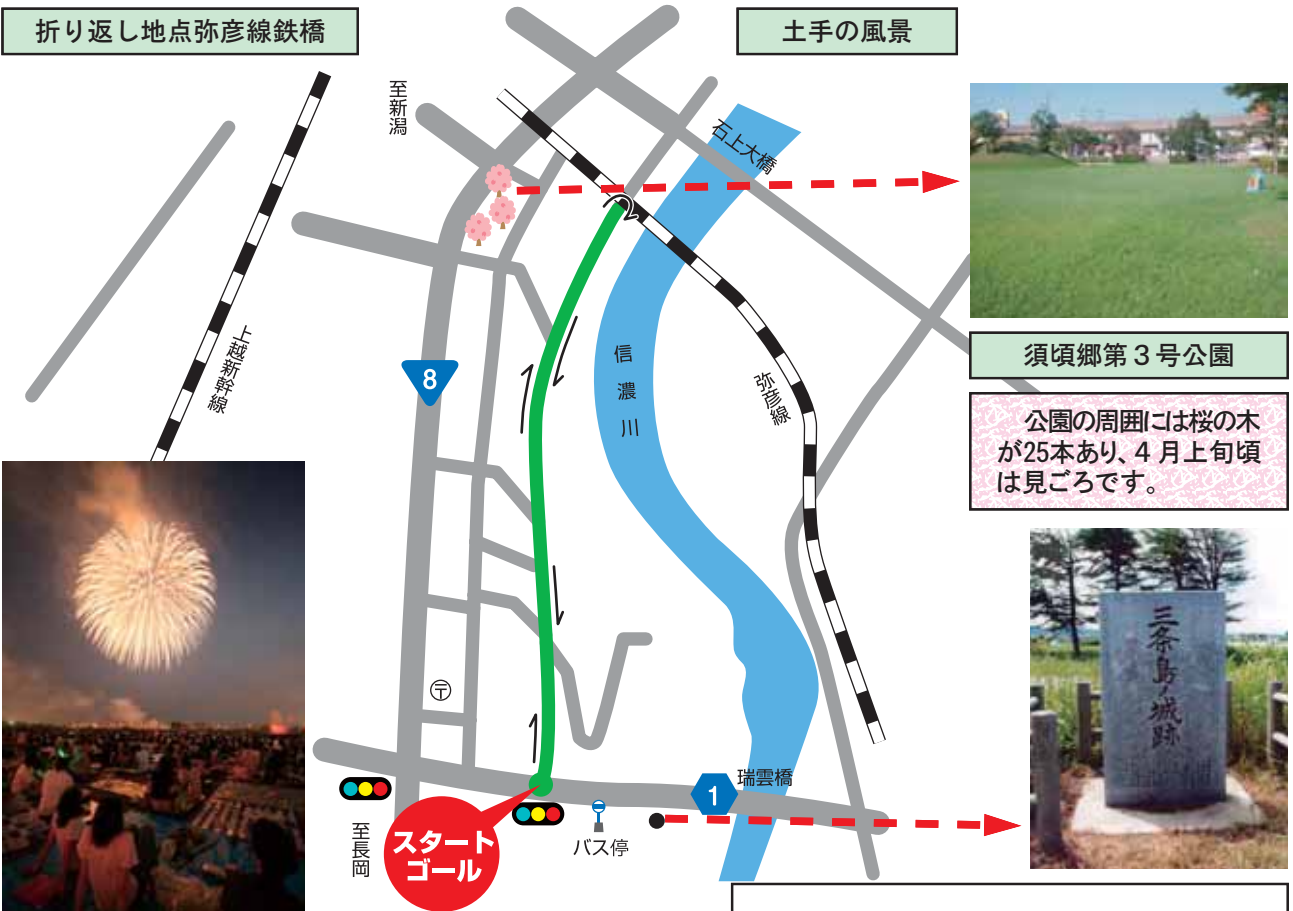 折り返し地点弥彦線鉄橋
土手の風景
至新潟
石上大橋
上越新幹線
8
信濃川
弥彦線
須頃郷第3号公園
公園の周囲には桜の木
が25本あり、4月上旬頃
は見ごろです。
三条島ノ城跡
〒
瑞雲橋
1
至長岡
スタート
ゴール
バス停